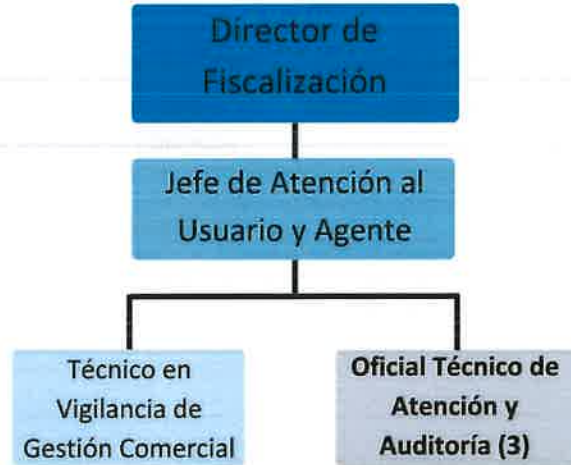 Director de
Fiscalización
Jefe de Atención al
Usuario y Agente
Técnico en
Vigilancia de
Gestión Comercial
Oficial Técnico de
Atención y
Auditoría (3)